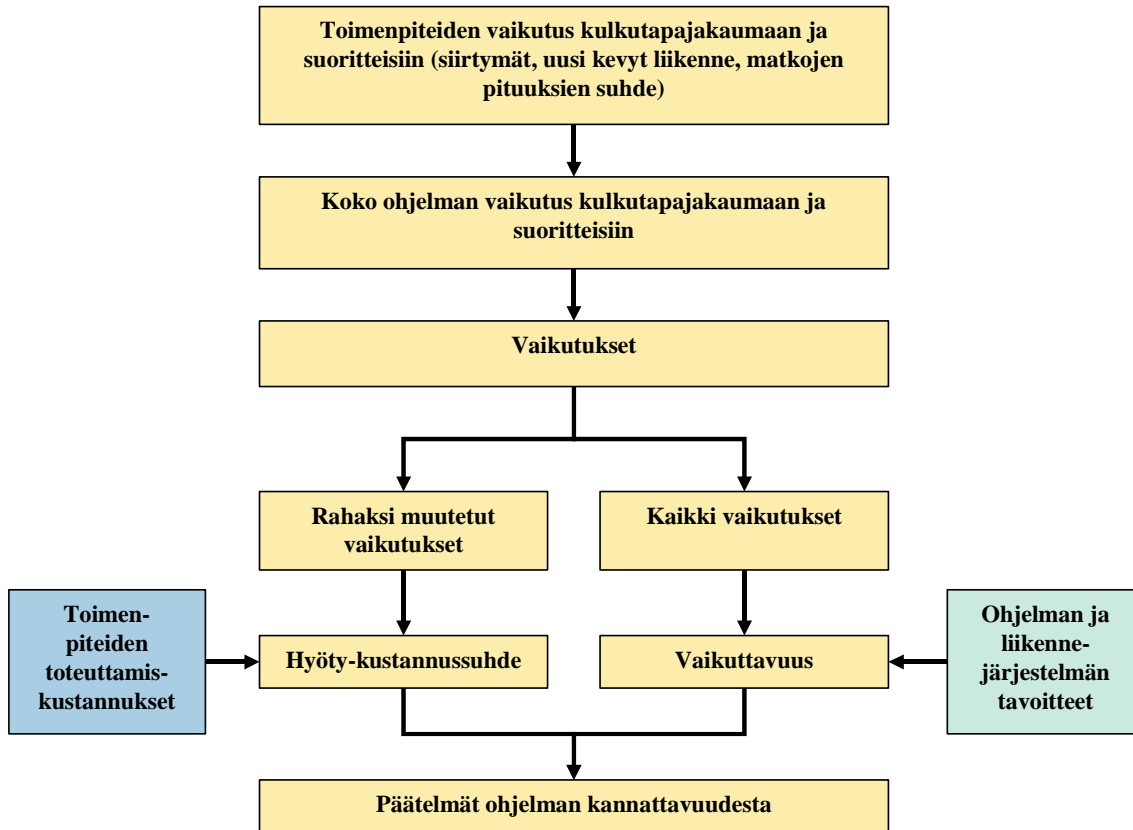 Toimenpiteiden vaikutus kulkutapajakaumaan ja
suoritteisiin (siirtymät, uusi kevyt liikenne, matkojen
pituuksien suhde)
Koko ohjelman vaikutus kulkutapajakaumaan ja
suoritteisiin
Vaikutukset
Rahaksi muutetut
vaikutukset
Kaikki vaikutukset
Toimen-
piteiden
toteuttamis-
kustannukset
Hyöty-kustannussuhde
Vaikuttavuus
Ohjelman ja
liikenne-
järjestelmän
tavoitteet
Päätelmät ohjelman kannattavuudesta